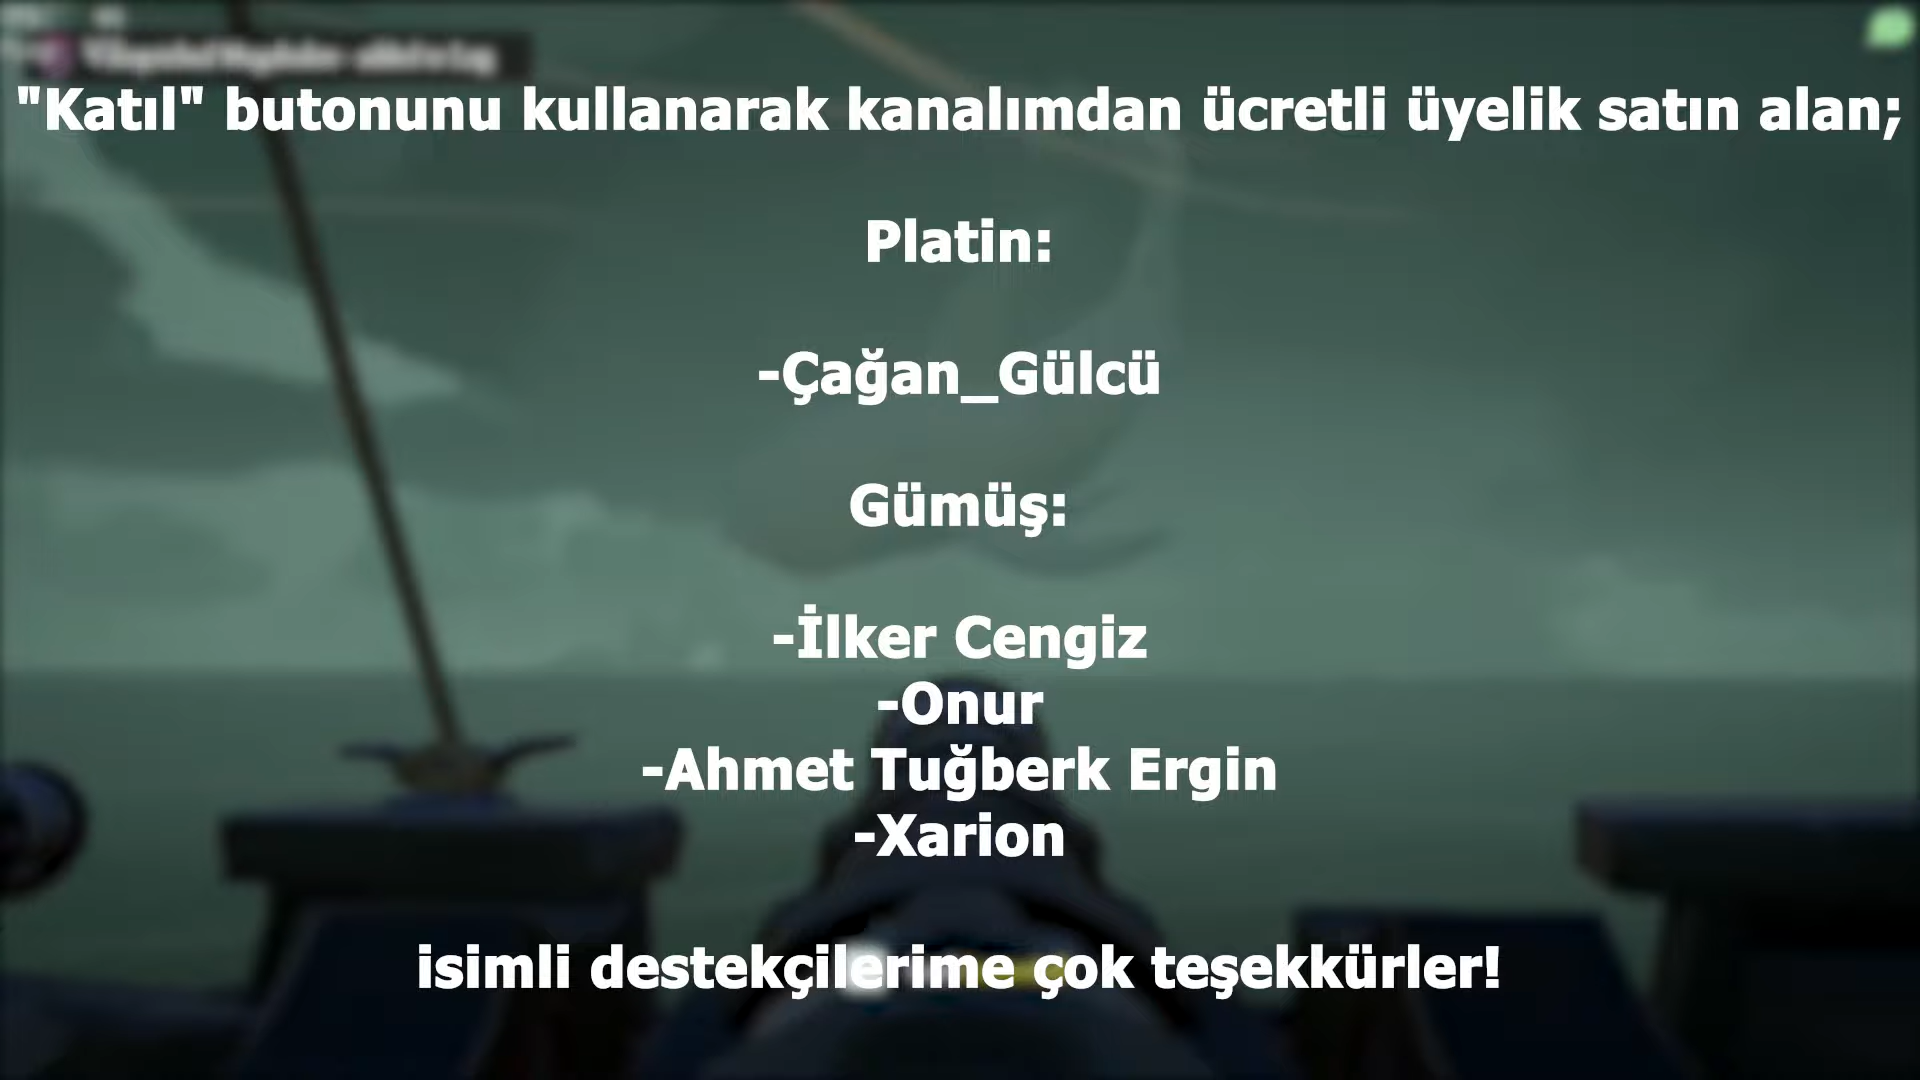 "Katıl" butonunu kullanarak kanalımdan ücretli üyelik satın alan;
Platin:
-Çağan_Gülcü
Gümüş:
-İlker Cengiz
-Onur
-Ahmet Tuğberk Ergin
-Xarion
isimli destekçilerime çok teşekkürler!